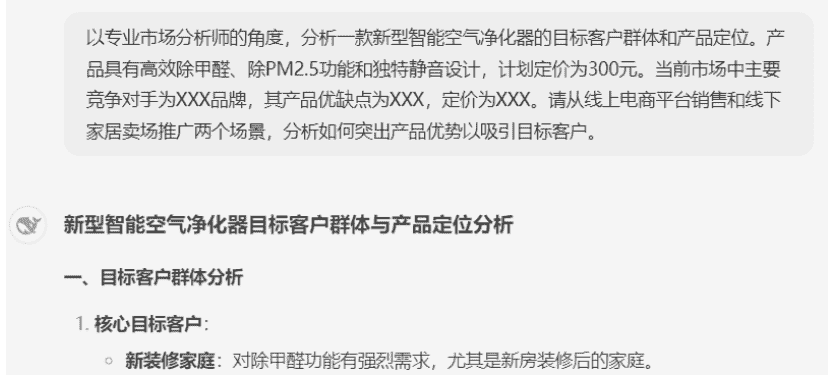 以专业市场分析师的角度，分析一款新型智能空气净化器的目标客户群体和产品定位。产
品具有高效除甲醛、除PM2.5功能和独特静音设计，计划定价为300元。当前市场中主要
竞争对手为XXX品牌，其产品优缺点为XXX，定价为XXX。请从线上电商平台销售和线下
家居卖场推广两个场景，分析如何突出产品优势以吸引目标客户。
新型智能空气净化器目标客户群体与产品定位分析
一、目标客户群体分析
1. 核心目标客户：
○ 新装修家庭：对除甲醛功能有强烈需求，尤其是新房装修后的家庭。